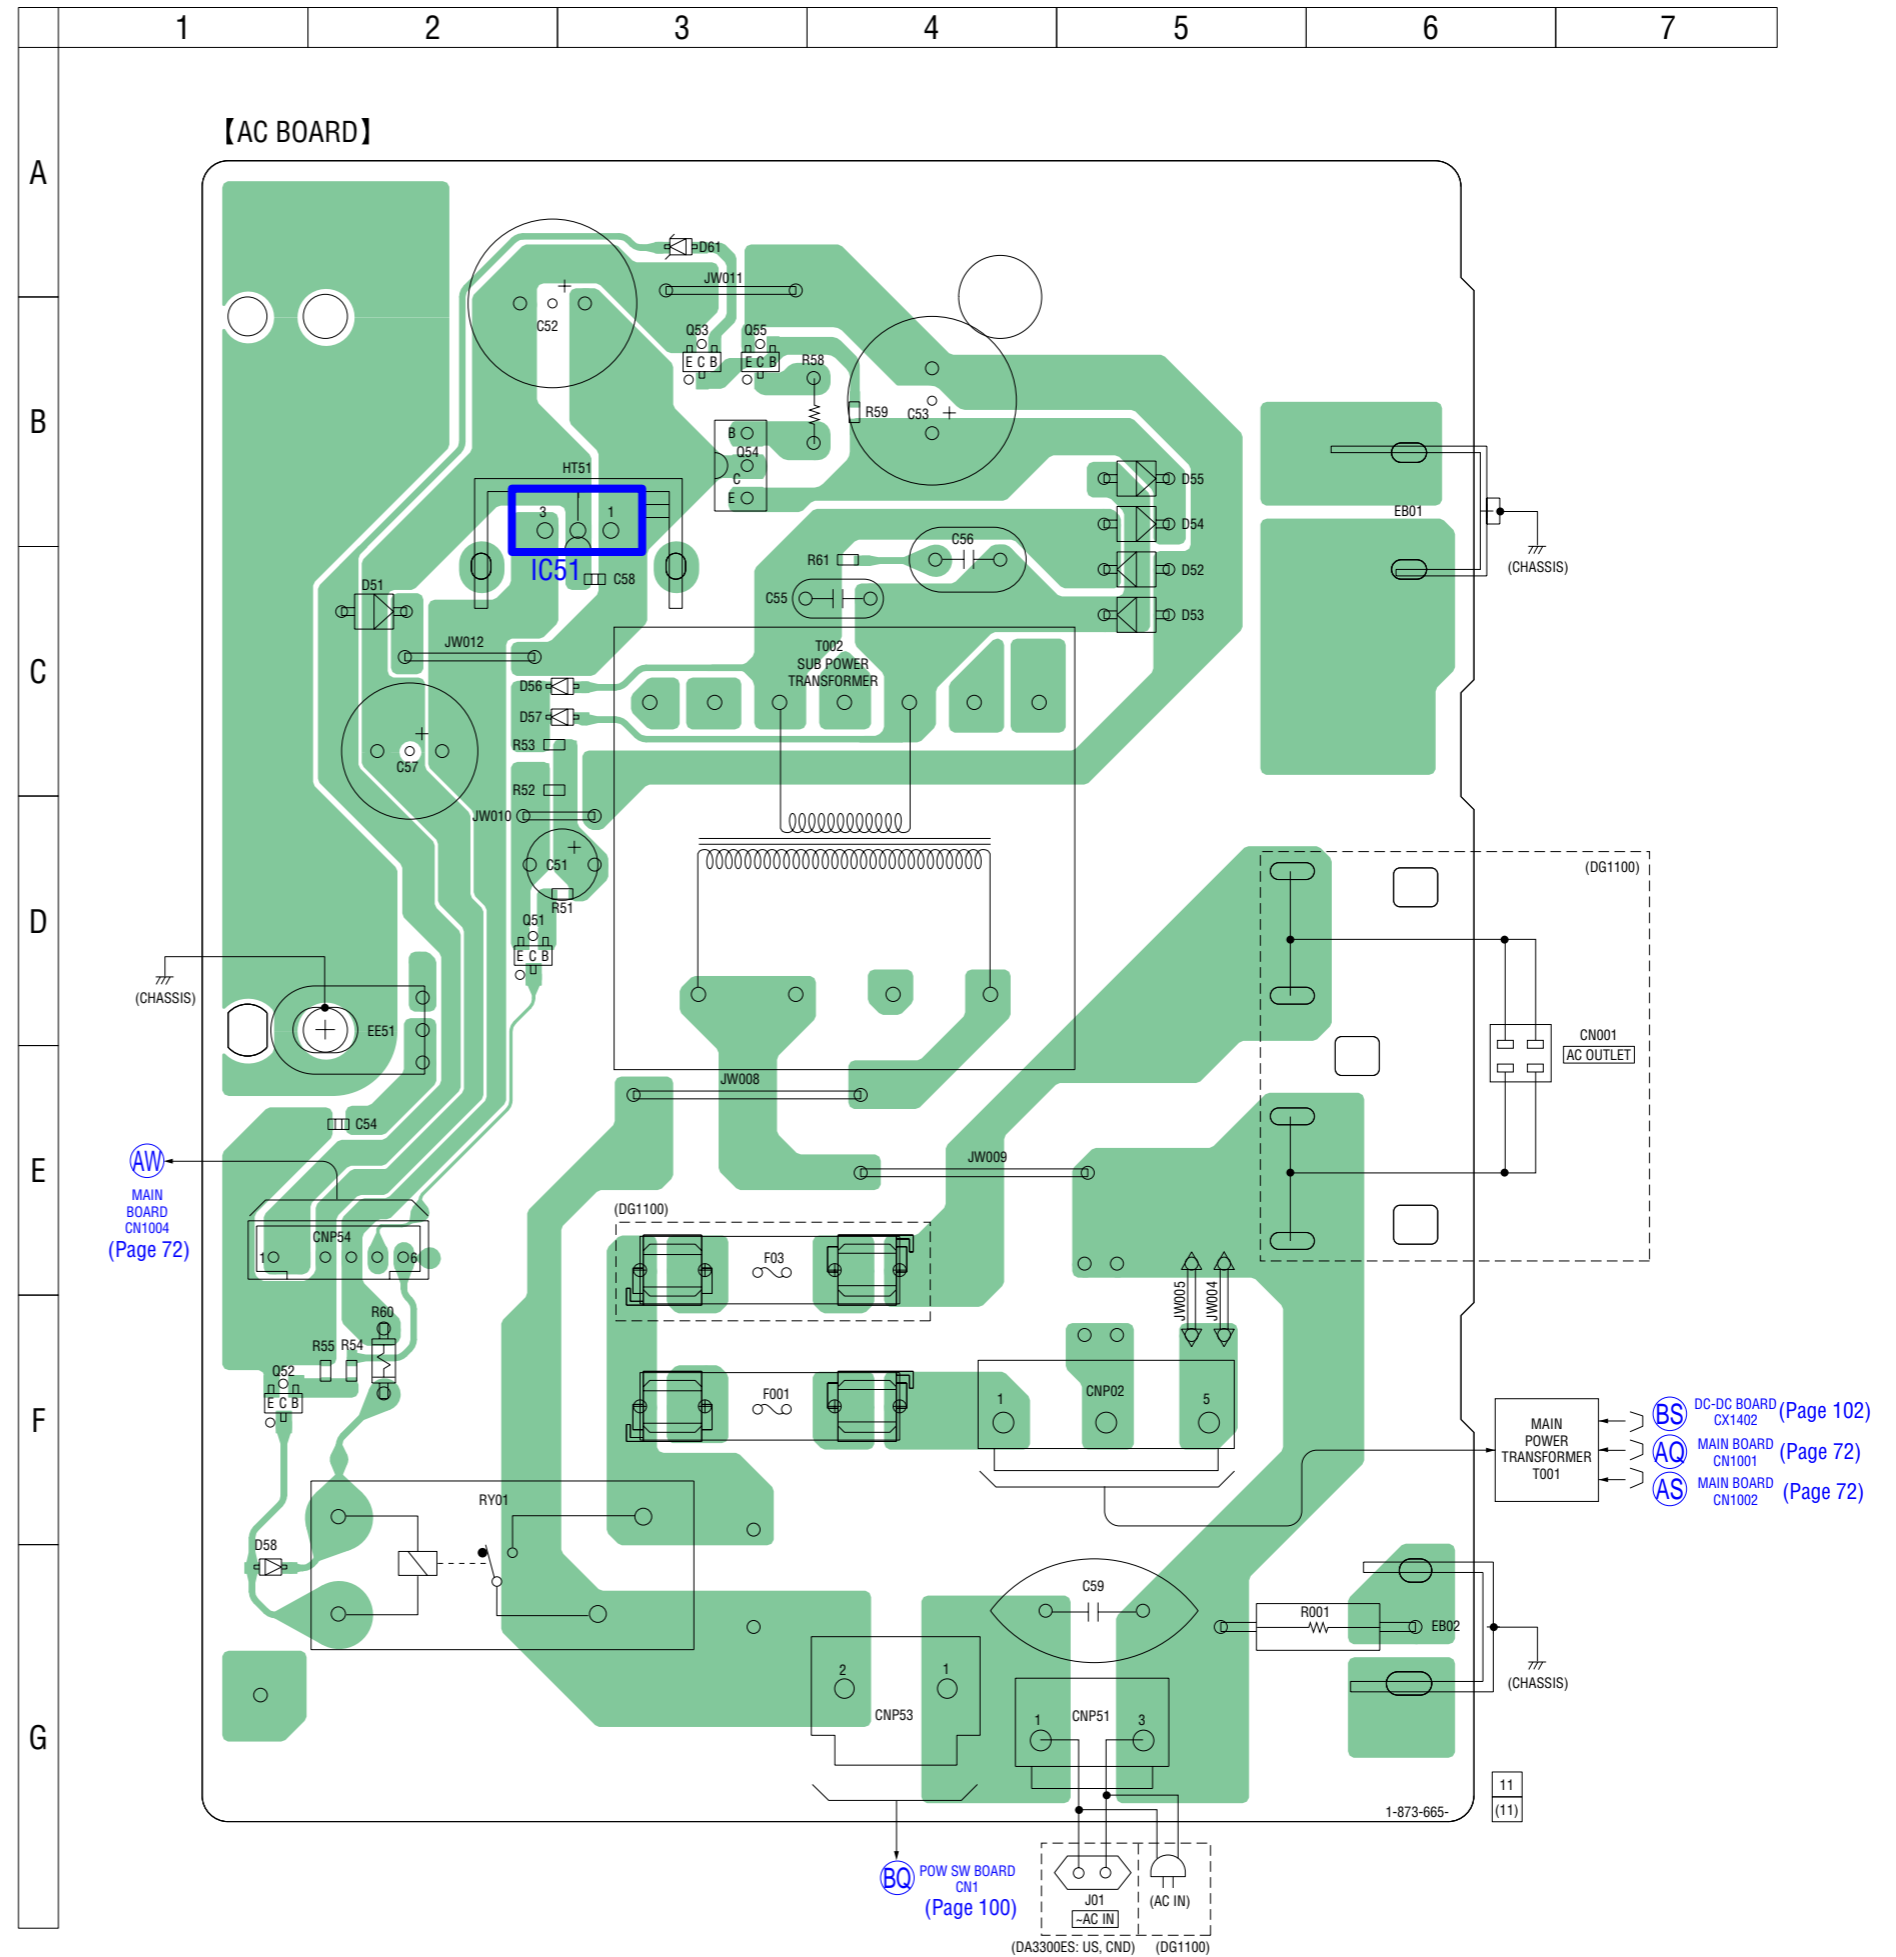 1 2 3 4 5 6 7
A
B
C
D
E
F
G
【AC BOARD】
D61
JW011
C52
+
Q53
Q55
E C B
E C B
R58
R59
C53
+
B
Q54
C
E
HT51
3
1
IC51
C58
D55
D54
D52
D53
EB01
(CHASSIS)
C56
R61
C55
D51
JW012
T002
SUB POWER
TRANSFORMER
D56
D57
R53
C57
+
R52
JW010
C51
+
R51
Q51
E C B
(CHASSIS)
EE51
(DG1100)
CN001
AC OUTLET
JW008
C54
JW009
AW
MAIN
BOARD
CN1004
(Page 72)
CNP54
1
6
(DG1100)
F03
JW005
JW004
R60
R55
R54
Q52
E C B
F001
1
CNP02
5
MAIN
POWER
TRANSFORMER
T001
BS
DC-DC BOARD
CX1402
(Page 102)
AQ
MAIN BOARD
CN1001
(Page 72)
AS
MAIN BOARD
CN1002
(Page 72)
RY01
D58
C59
R001
EB02
(CHASSIS)
2
1
CNP53
1
CNP51
3
1-873-665-
11
(11)
BQ
POW SW BOARD
CN1
(Page 100)
J01
~AC IN
(AC IN)
(DA3300ES: US, CND)
(DG1100)